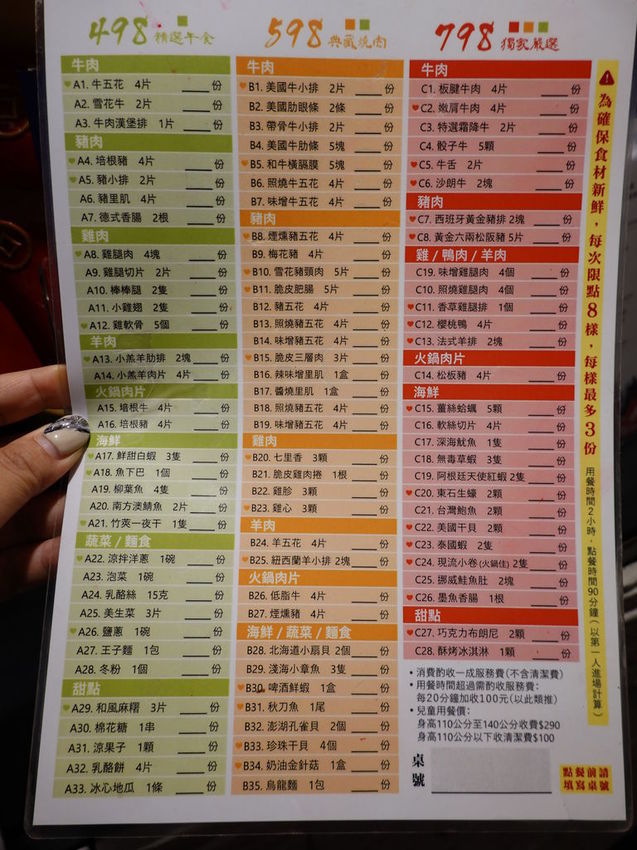 498 精選午食
牛肉
A1. 牛五花 4片 份
A2. 雪花牛 2片 份
A3. 牛肉漢堡排 1片 份
豬肉
A4. 培根豬 4片 份
A5. 豬小排 2片 份
A6. 豬里肌 4片 份
A7. 德式香腸 2根 份
雞肉
A8. 雞腿肉 4塊 份
A9. 雞腿切片 2片 份
A10. 棒棒腿 2隻 份
A11. 小雞翅 2隻 份
A12. 雞軟骨 5個 份
羊肉
A13. 小羔羊肋排 2塊 份
A14. 小羔羊肉片 4片 份
火鍋肉片
A15. 培根牛 4片 份
A16. 培根豬 4片 份
海鮮
A17. 鮮甜白蝦 3隻 份
A18. 魚下巴 1個 份
A19. 柳葉魚 4隻 份
A20. 南方澳鯖魚 2片 份
A21. 竹筴一夜干 1隻 份
蔬菜 / 麵食
A22. 涼拌洋蔥 1碗 份
A23. 泡菜 1碗 份
A24. 乳酪絲 15克 份
A25. 美生菜 3片 份
A26. 鹽蔥 1碗 份
A27. 王子麵 1包 份
A28. 冬粉 1個 份
甜點
A29. 和風麻糬 3片 份
A30. 棉花糖 1串 份
A31. 涼果子 1顆 份
A32. 乳酪餅 4片 份
A33. 冰心地瓜 1條 份
598 典藏燒肉
牛肉
B1. 美國牛小排 2片 份
B2. 美國肋眼條 2條 份
B3. 帶骨牛小排 2片 份
B4. 美國牛肋條 5塊 份
B5. 和牛橫膈膜 5塊 份
B6. 照燒牛五花 4片 份
B7. 味增牛五花 4片 份
豬肉
B8. 煙燻豬五花 4片 份
B9. 梅花豬 4片 份
B10. 雪花豬頸肉 5片 份
B11. 脆皮肥腸 5片 份
B12. 豬五花 4片 份
B13. 照燒豬五花 4片 份
B14. 味增豬五花 4片 份
B15. 脆皮三層肉 3片 份
B16. 辣味增里肌 1盒 份
B17. 醬燒里肌 1盒 份
B18. 照燒豬五花 4片 份
B19. 味增豬五花 4片 份
雞肉
B20. 七里香 3顆 份
B21. 脆皮雞肉捲 1根 份
B22. 雞胗 3顆 份
B23. 雞心 3顆 份
羊肉
B24. 羊五花 4片 份
B25. 紐西蘭羊小排 2塊 份
火鍋肉片
B26. 低脂牛 4片 份
B27. 煙燻豬 4片 份
海鮮 / 蔬菜 / 麵食
B28. 北海道小扇貝 2個 份
B29. 淺海小章魚 3隻 份
B30. 啤酒鮮蝦 1盒 份
B31. 秋刀魚 1尾 份
B32. 澎湖孔雀貝 2個 份
B33. 珍珠干貝 4個 份
B34. 奶油金針菇 1盒 份
B35. 烏龍麵 1包 份
798 獨家嚴選
牛肉
C1. 板腱牛肉 4片 份
C2. 嫩肩牛肉 4片 份
C3. 特選霜降牛 2片 份
C4. 骰子牛 5顆 份
C5. 牛舌 2片 份
C6. 沙朗牛 2塊 份
豬肉
C7. 西班牙黃金豬排 2塊 份
C8. 黃金六兩松阪豬 5片 份
雞 / 鴨肉 / 羊肉
C19. 味增雞腿肉 4個 份
C10. 照燒雞腿肉 4個 份
C11. 香草雞腿排 1個 份
C12. 櫻桃鴨 4片 份
C13. 法式羊排 2塊 份
火鍋肉片
C14. 松板豬 4片 份
海鮮
C15. 薑絲蛤蠣 5顆 份
C16. 軟絲切片 4片 份
C17. 深海魷魚 1隻 份
C18. 無毒草蝦 3隻 份
C19. 阿根廷天使紅蝦 2隻 份
C20. 東石生蠔 2顆 份
C21. 台灣鮑魚 2顆 份
C22. 美國干貝 2顆 份
C23. 泰國蝦 2隻 份
C24. 現流小卷(火鍋佳) 2隻 份
C25. 挪威鮭魚肚 2塊 份
C26. 墨魚香腸 1根 份
甜點
C27. 巧克力布朗尼 2顆 份
C28. 酥烤冰淇淋 1顆 份
• 消費酌收一成服務費(不含清潔費)
• 用餐時間超過需酌收服務費:
每20分鐘加收100元(以此類推)
• 兒童用餐價:
身高110公分至140公分收費$290
身高110公分以下收清潔費$100
桌號
為確保食材新鮮,每次限點8樣,每樣最多3份
用餐時間2小時,點餐時間90分鐘(以第一人進場計算)
點餐前請
填寫桌號